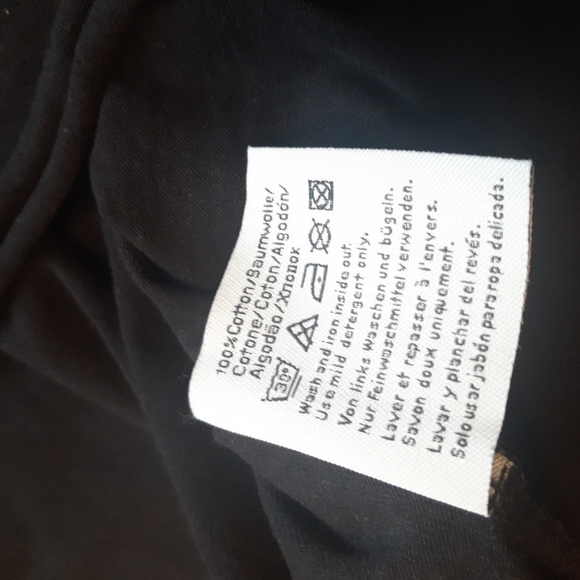 100%Cotton/Baumwolle/
Cotone/Coton/Algodón/
Algodão/Хлопок
30°
Wash and iron inside out.
Use mild detergent only.
Von links waschen und bügeln.
Nur Feinwaschmittel verwenden.
Laver et repasser à l'envers.
Savon doux uniquement.
Lavar y planchar del revés.
Solo usar jabón para ropa delicada.